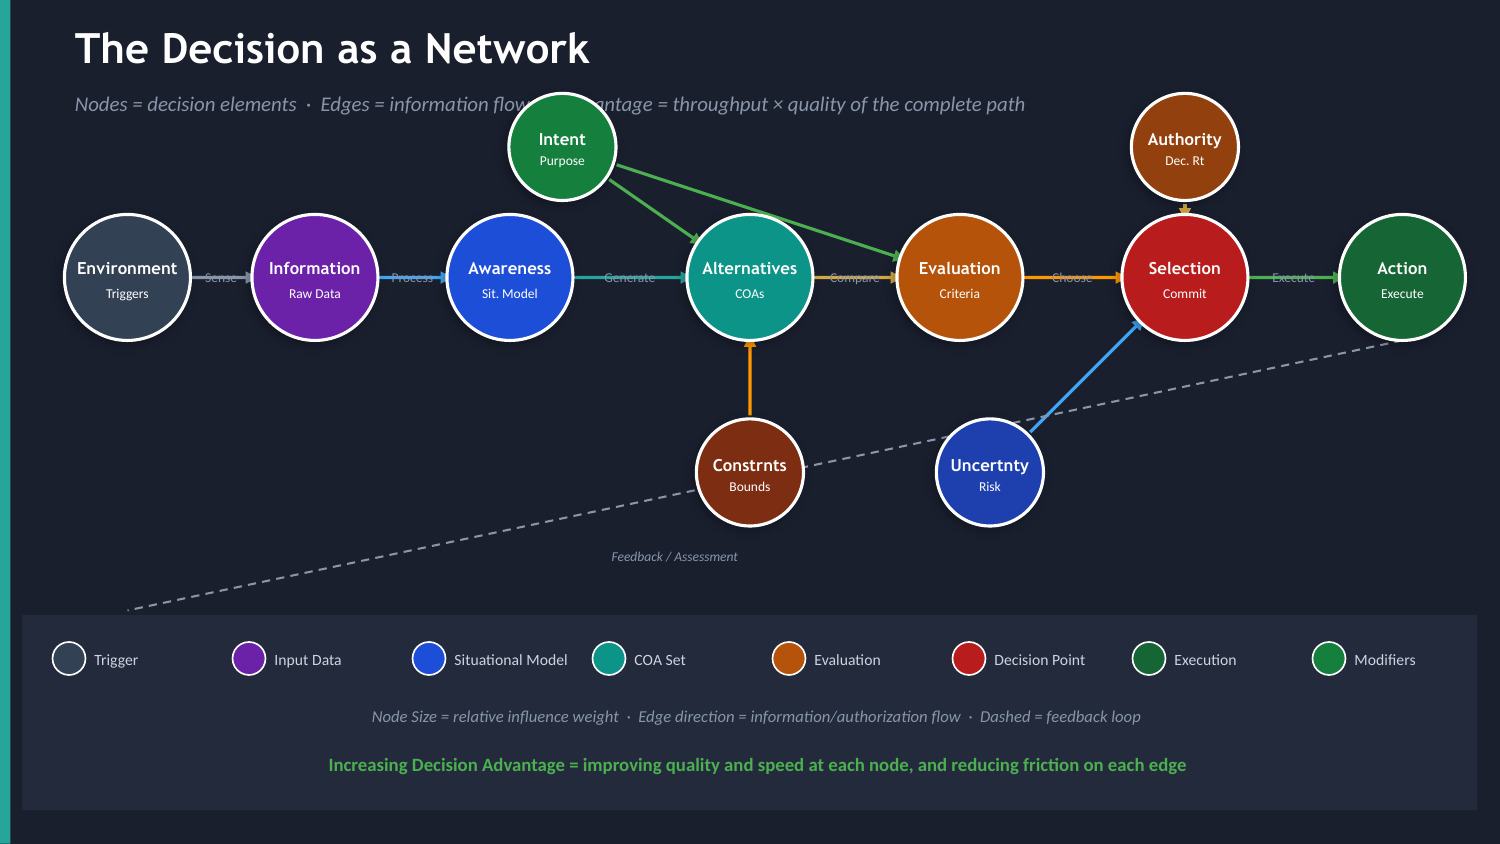 The Decision as a Network
Nodes = decision elements · Edges = information flow antage = throughput × quality of the complete path
Intent
Purpose
Authority
Dec. Rt
Environment
Triggers
Sense
Information
Raw Data
Process
Awareness
Sit. Model
Generate
Alternatives
COAs
Compare
Evaluation
Criteria
Choose
Selection
Commit
Execute
Action
Execute
Constrnts
Bounds
Uncertnty
Risk
Feedback / Assessment
Trigger
Input Data
Situational Model
COA Set
Evaluation
Decision Point
Execution
Modifiers
Node Size = relative influence weight · Edge direction = information/authorization flow · Dashed = feedback loop
Increasing Decision Advantage = improving quality and speed at each node, and reducing friction on each edge